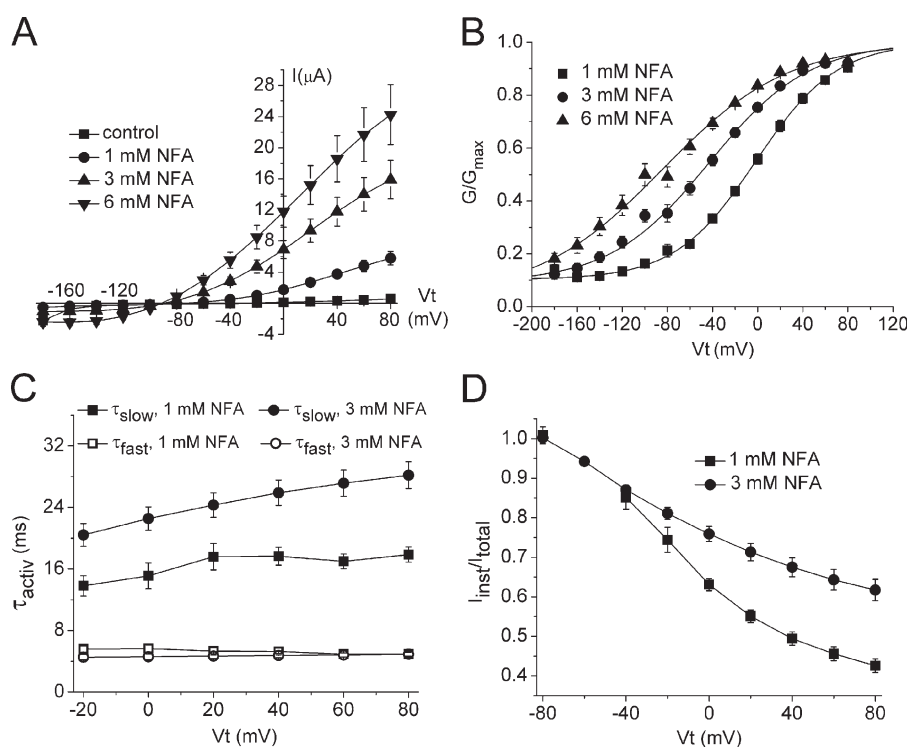 A
I(μA)
28
24
20
16
12
8
4
-4
control
1 mM NFA
3 mM NFA
6 mM NFA
-160 -120 -80 -40 40 80
Vt
(mV)
B
1 mM NFA
3 mM NFA
6 mM NFA
G/Gmax
1.0
0.8
0.6
0.4
0.2
0.0
-200 -160 -120 -80 -40 0 40 80 120
Vt (mV)
C
τslow, 1 mM NFA τslow, 3 mM NFA
τfast, 1 mM NFA τfast, 3 mM NFA
τactiv (ms)
32
24
16
8
0
-20 0 20 40 60 80
Vt (mV)
D
1 mM NFA
3 mM NFA
Iinst/Itotal
1.0
0.9
0.8
0.7
0.6
0.5
0.4
-80 -40 0 40 80
Vt (mV)